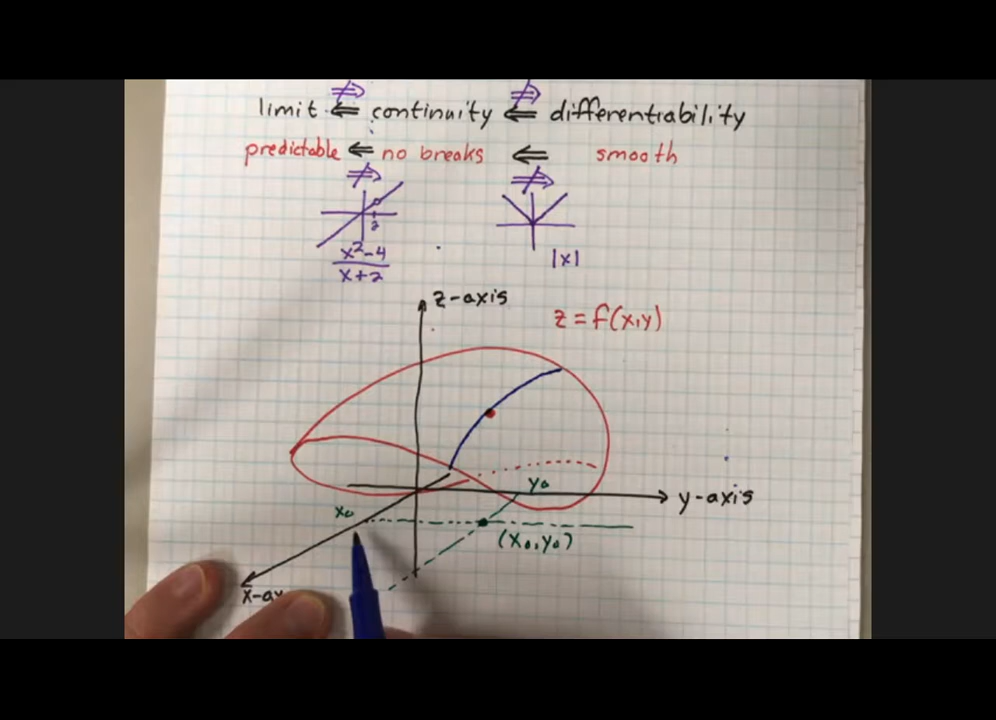 ⇏ ⇏
limit ⇐ continuity ⇐ differentiability
predictable ⇐ no breaks ⇐ smooth
⇏ ⇏
2
x²-4
x+2
|x|
z-axis
z = f(x,y)
y₀
x₀
y-axis
(x₀,y₀)